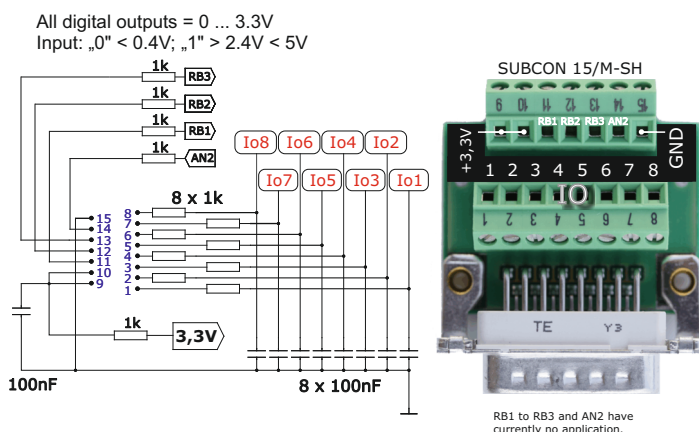 All digital outputs = 0 ... 3.3V
Input: „0" < 0.4V; „1" > 2.4V < 5V
1k
RB3
1k
RB2
1k
RB1
1k
AN2
Io8
Io6
Io4
Io2
Io7
Io5
Io3
Io1
8 x 1k
15
14
13
12
11
10
9
8
7
6
5
4
3
2
1
1k
3,3V
100nF
8 x 100nF
SUBCON 15/M-SH
9 10 11 12 13 14 15
+3,3V
RB1 RB2 RB3 AN2
GND
1 2 3 4 5 6 7 8
IO
1 2 3 4 5 6 7 8
TE Y3
RB1 to RB3 and AN2 have
currently no application.